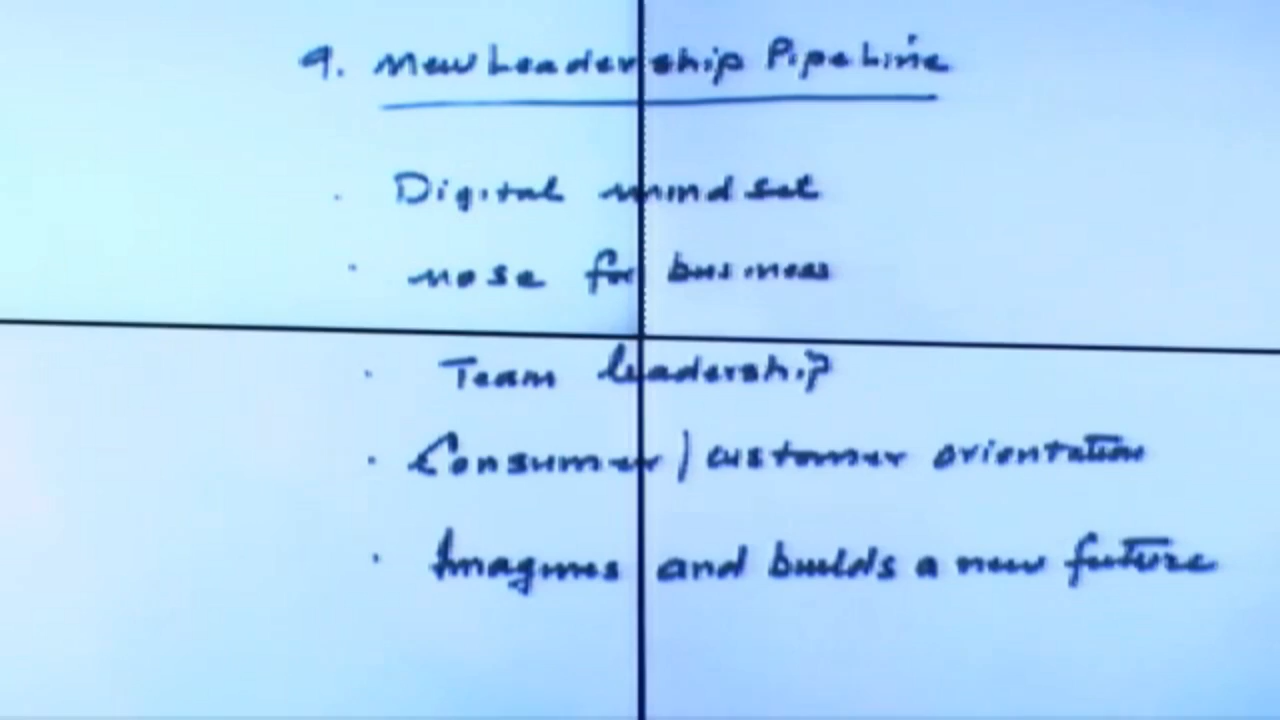 9. New Leadership Pipeline
· Digital mindset
· nose for business
· Team leadership
· Consumer / customer orientation
· Imagines and builds a new future